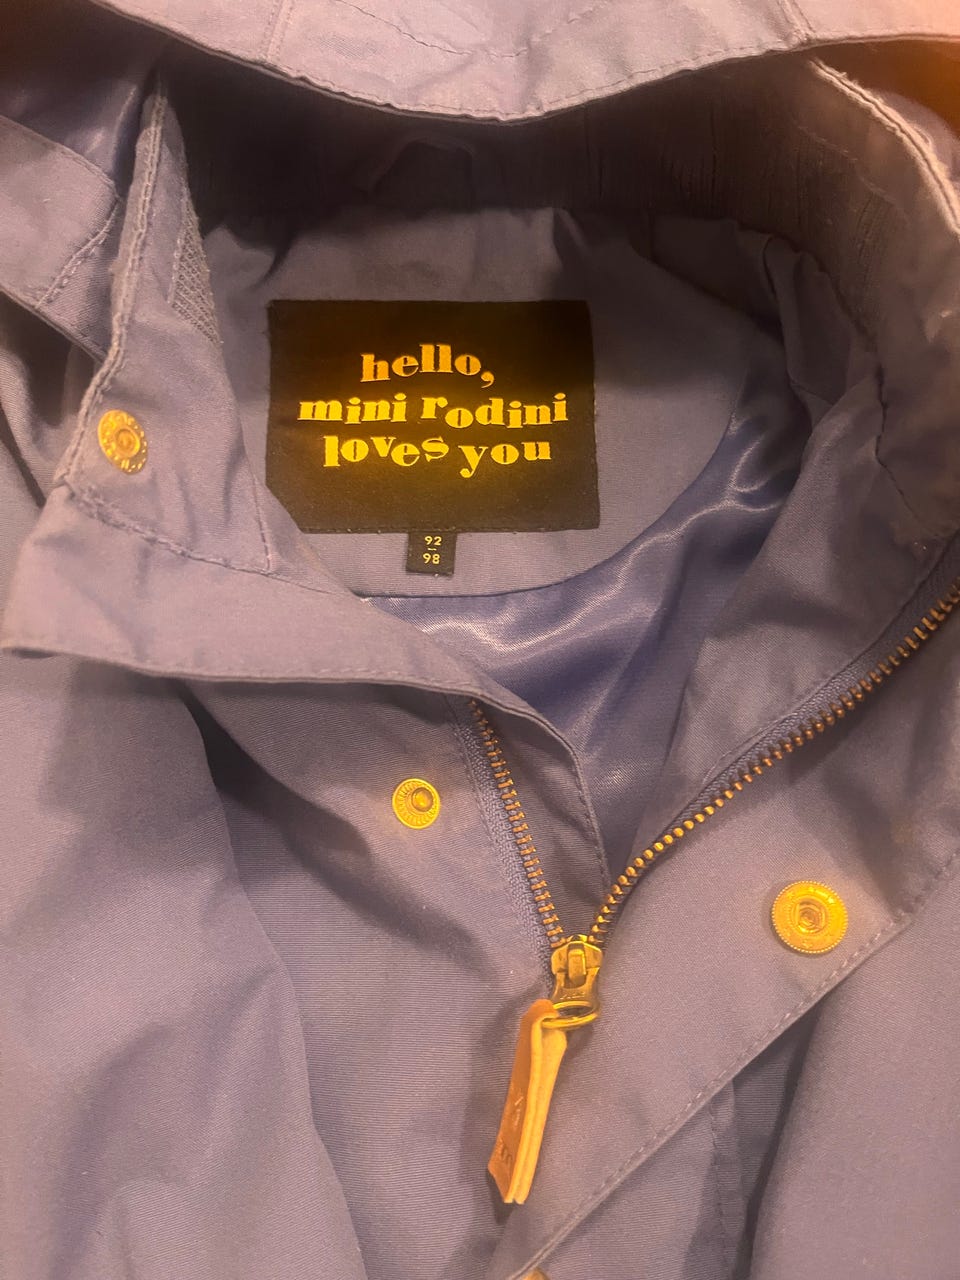 hello,
mini rodini
loves you
92
98